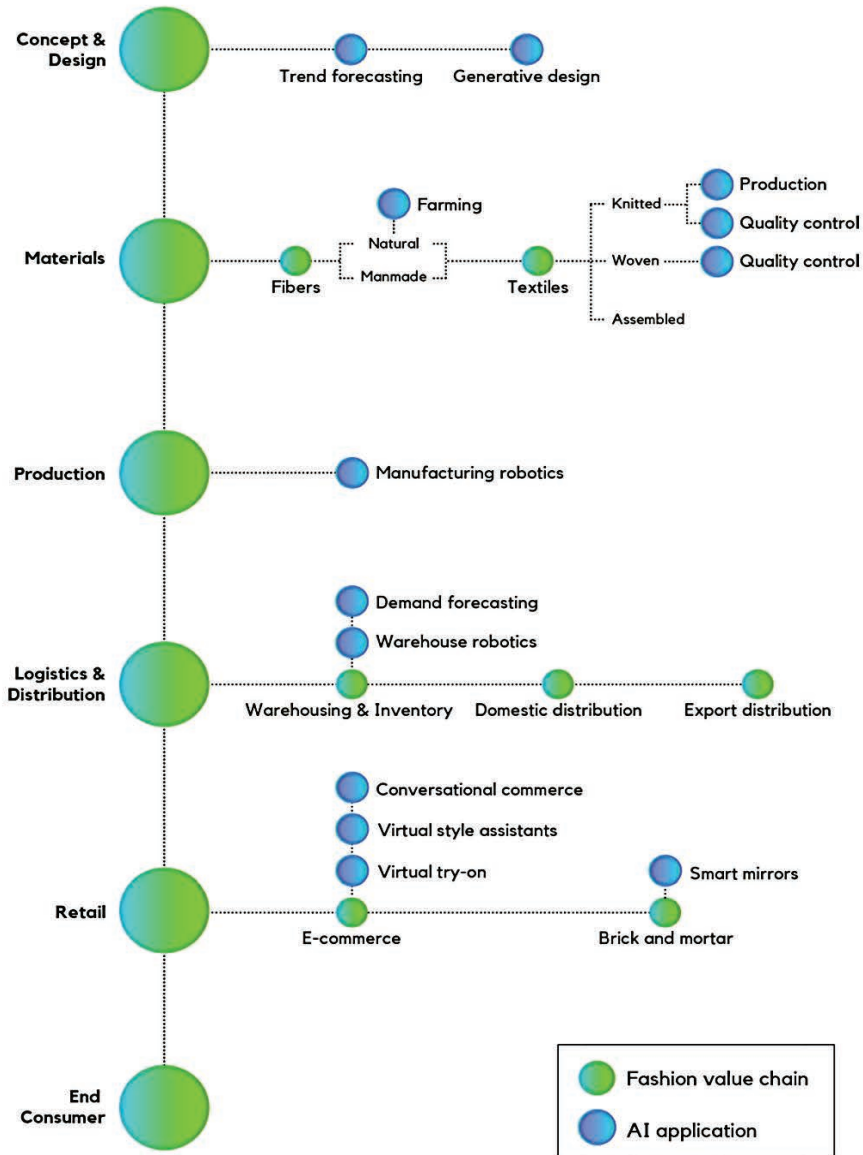 Concept &
Design
Trend forecasting
Generative design
Materials
Fibers
Farming
Natural
Manmade
Textiles
Knitted
Production
Quality control
Woven
Quality control
Assembled
Production
Manufacturing robotics
Logistics &
Distribution
Demand forecasting
Warehouse robotics
Warehousing & Inventory
Domestic distribution
Export distribution
Retail
Conversational commerce
Virtual style assistants
Virtual try-on
E-commerce
Smart mirrors
Brick and mortar
End
Consumer
Fashion value chain
AI application